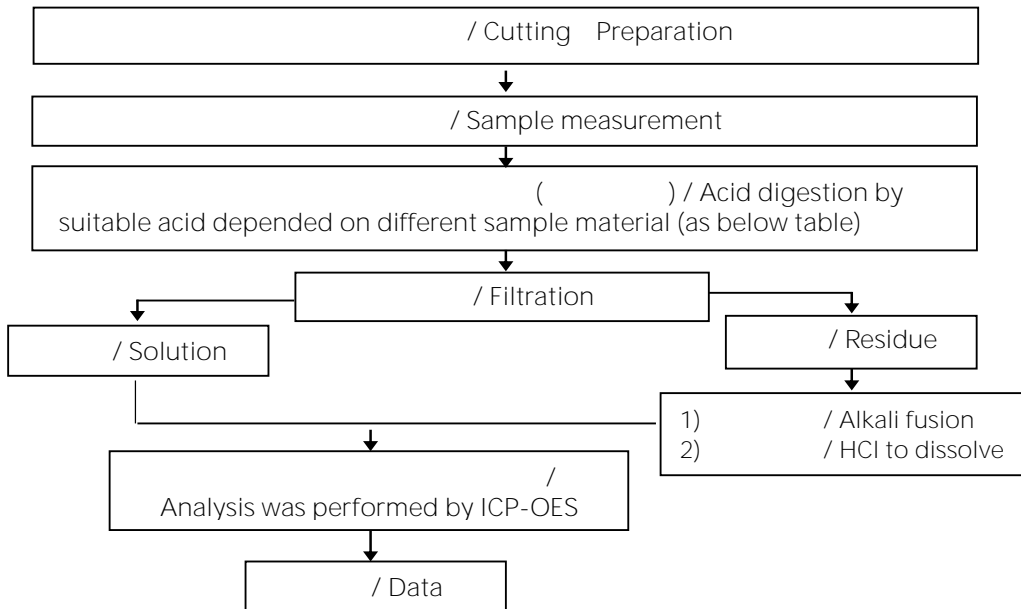 / Cutting Preparation
/ Sample measurement
( ) / Acid digestion by
suitable acid depended on different sample material (as below table)
/ Filtration
/ Solution
/ Residue
1) / Alkali fusion
2) / HCl to dissolve
/
Analysis was performed by ICP-OES
/ Data